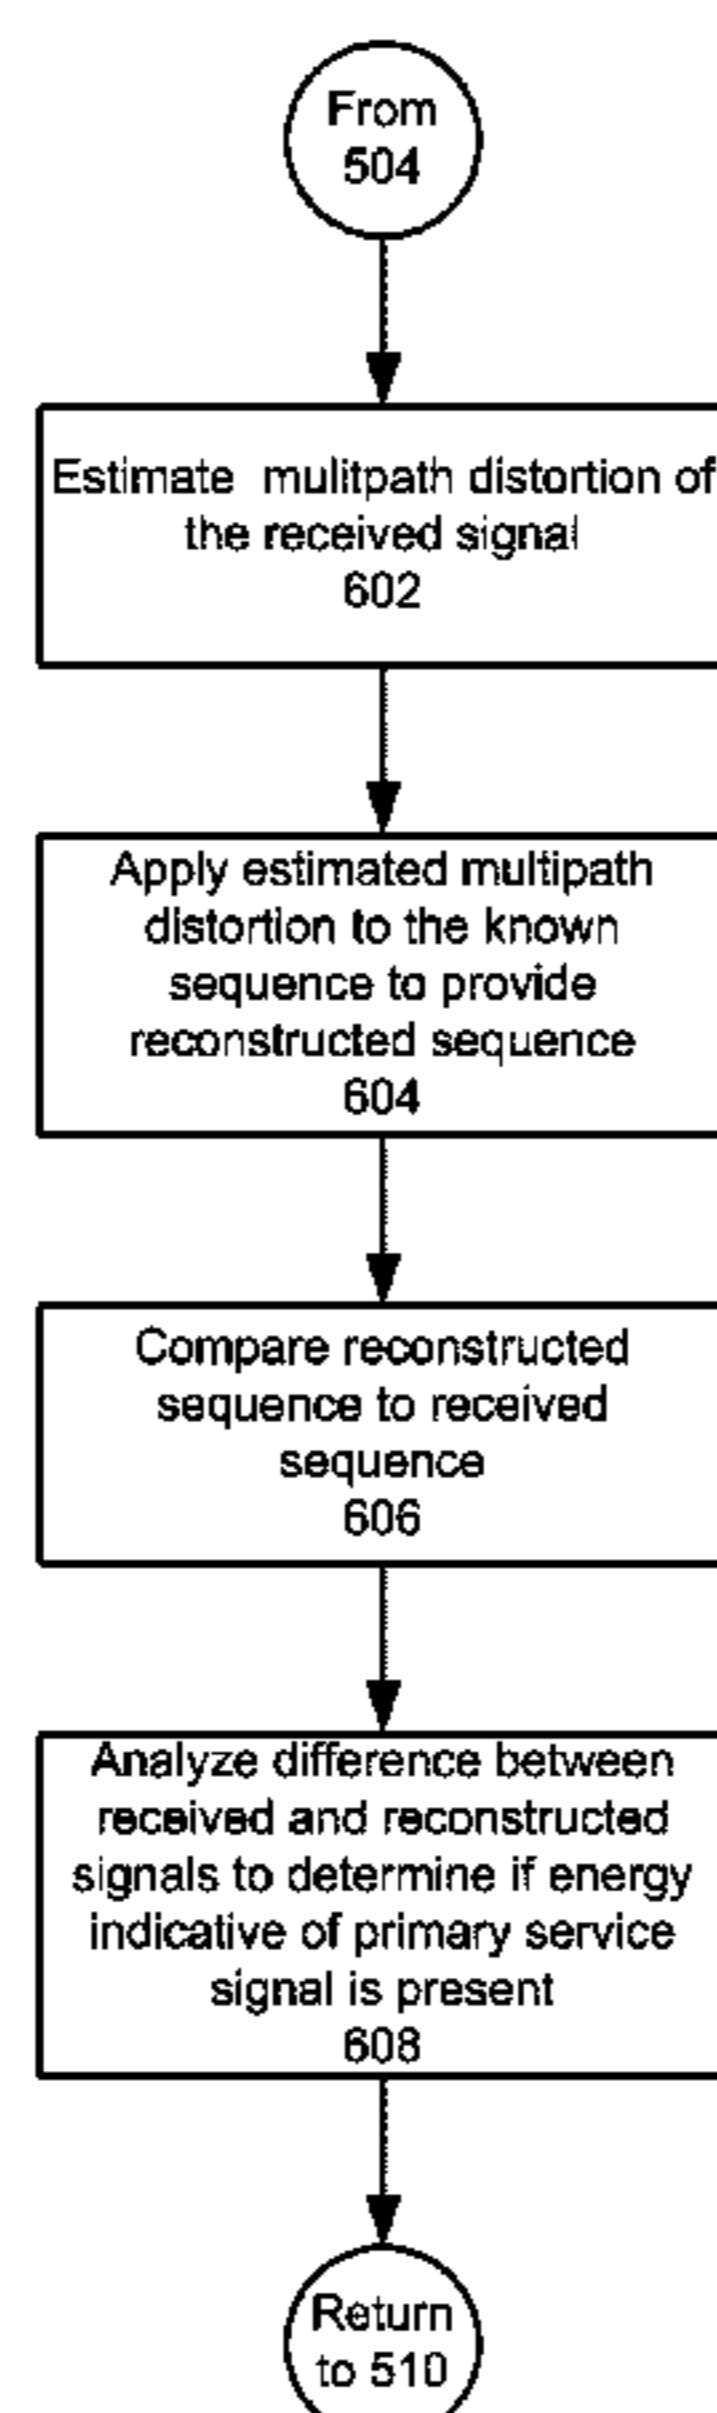 From
504
Estimate  mulitpath distortion of
the received signal
602
Apply estimated multipath
distortion to the known
sequence to provide
reconstructed sequence
604
Compare reconstructed
sequence to received
sequence
606
Analyze difference between
received and reconstructed
signals to determine if energy
indicative of primary service
signal is present
608
Return
to 510